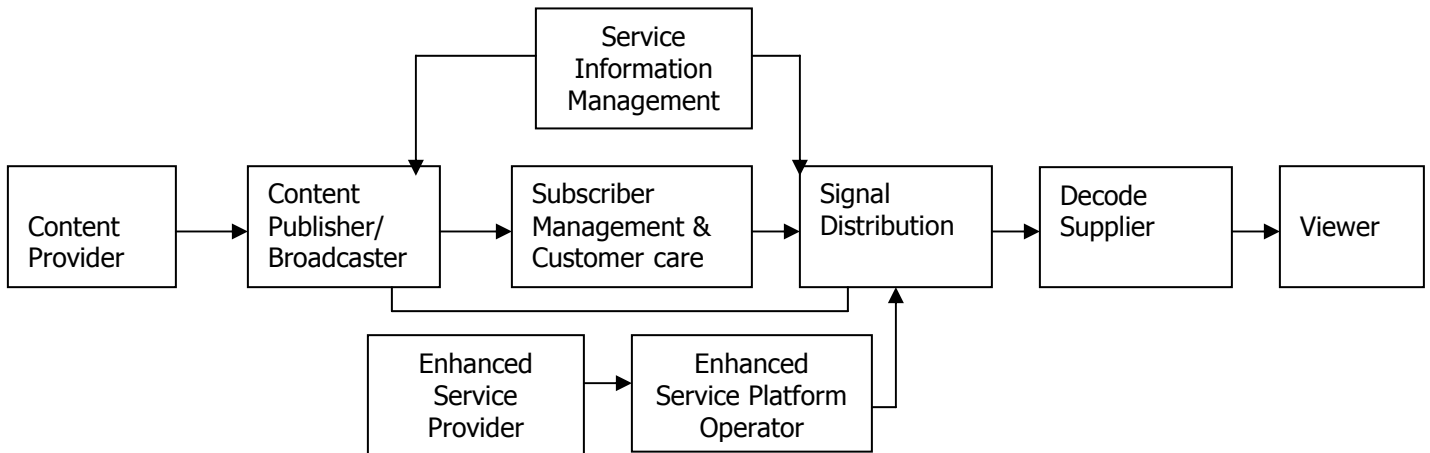 Service
Information
Management
Content
Provider
Content
Publisher/
Broadcaster
Subscriber
Management &
Customer care
Signal
Distribution
Decode
Supplier
Viewer
Enhanced
Service
Provider
Enhanced
Service Platform
Operator